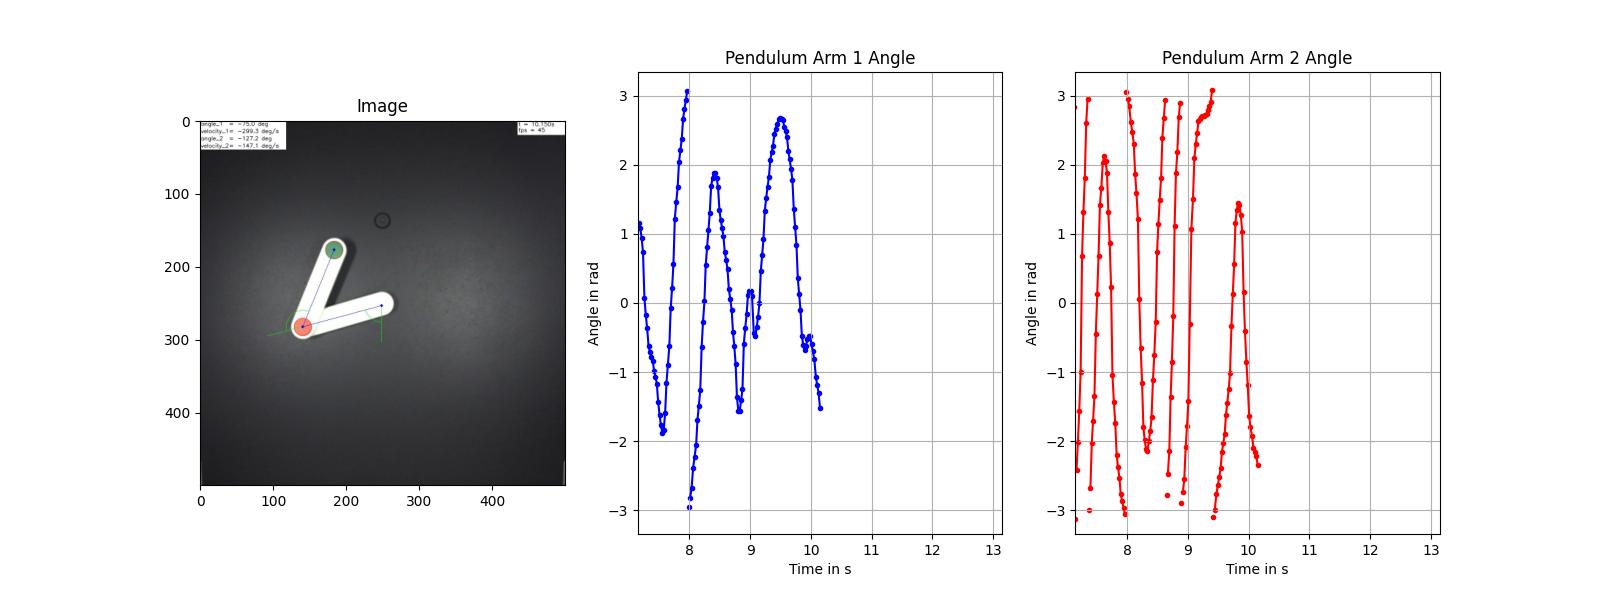 Image
angle_1 = -75.0 deg
velocity_1= -299.3 deg/s
angle_2 = -127.2 deg
velocity_2= -147.1 deg/s
t = 10.150s
fps = 45
0
100
200
300
400
0 100 200 300 400
Pendulum Arm 1 Angle
Angle in rad
3
2
1
0
−1
−2
−3
8 9 10 11 12 13
Time in s
Pendulum Arm 2 Angle
Angle in rad
3
2
1
0
−1
−2
−3
8 9 10 11 12 13
Time in s